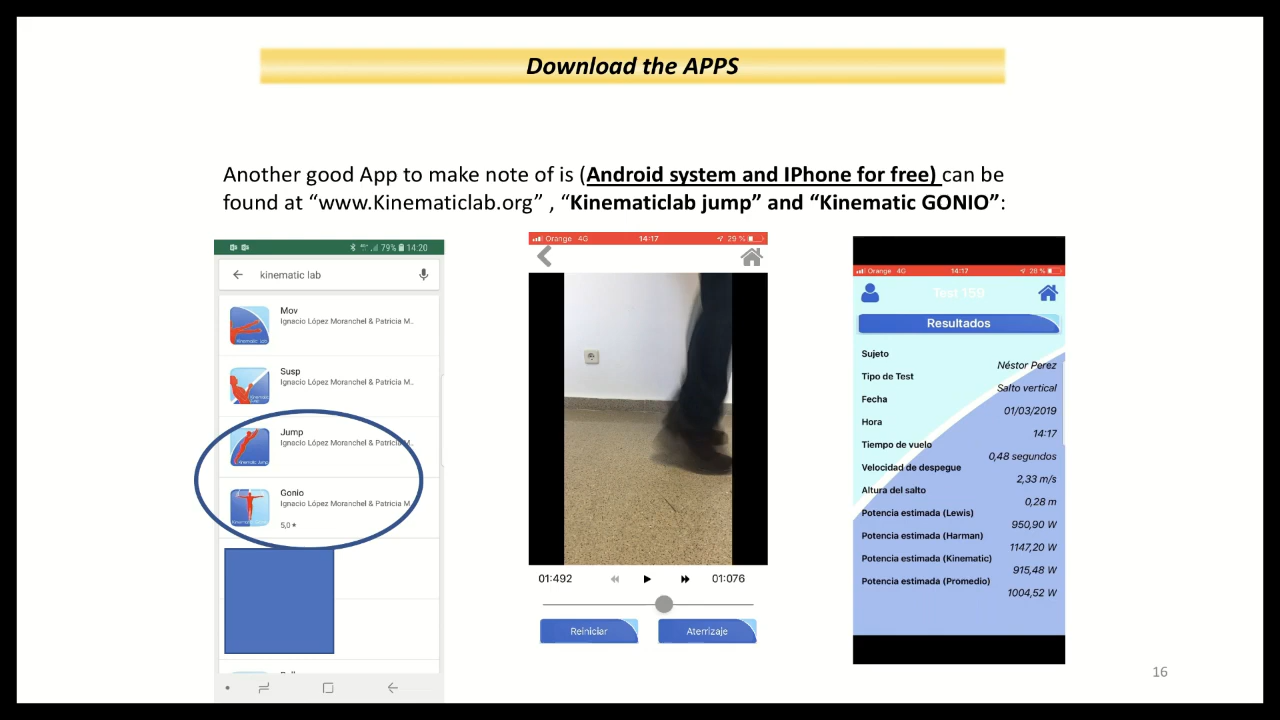 Download the APPS
Another good App to make note of is (Android system and IPhone for free) can be
found at “www.Kinematiclab.org” , “Kinematiclab jump” and “Kinematic GONIO”:
79% 14:20
kinematic lab
Mov
Ignacio López Moranchel & Patricia M..
Susp
Ignacio López Moranchel & Patricia M..
Jump
Ignacio López Moranchel & Patricia M..
Gonio
Ignacio López Moranchel & Patricia M
5,0 ★
Orange 4G 14:17 29 %
01:492 01:076
Reiniciar Aterrizaje
Orange 4G 14:17 28 %
Test 159
Resultados
Sujeto
Néstor Perez
Tipo de Test
Salto vertical
Fecha
01/03/2019
Hora
14:17
Tiempo de vuelo
0,48 segundos
Velocidad de despegue
2,33 m/s
Altura del salto
0,28 m
Potencia estimada (Lewis)
950,90 W
Potencia estimada (Harman)
1147,20 W
Potencia estimada (Kinematic)
915,48 W
Potencia estimada (Promedio)
1004,52 W
16